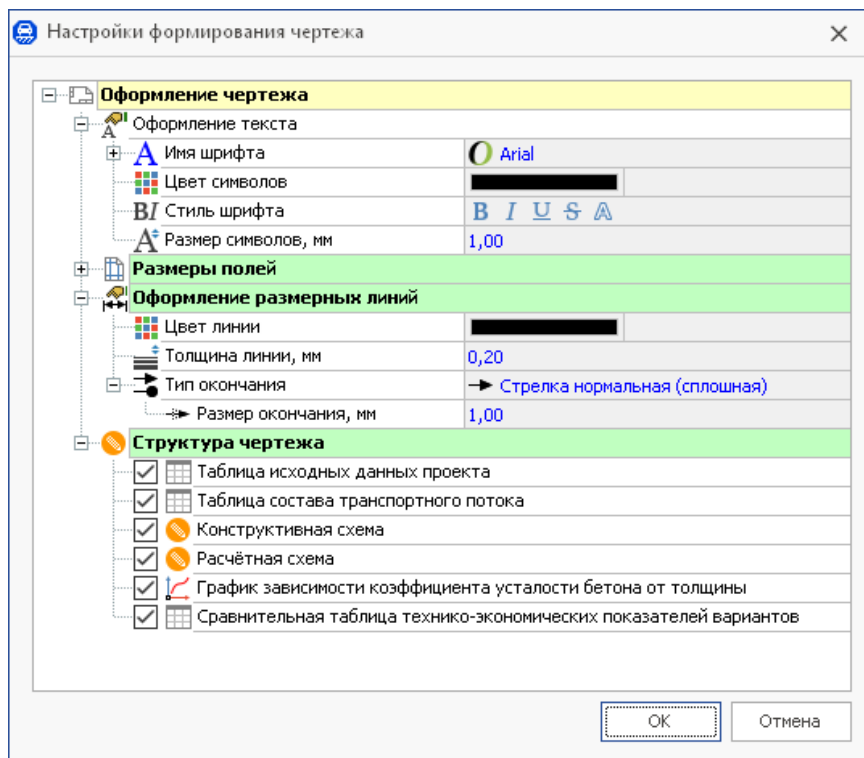 Настройки формирования чертежа
Оформление чертежа
Оформление текста
Имя шрифта Arial
Цвет символов
Стиль шрифта B I U S A
Размер символов, мм 1,00
Размеры полей
Оформление размерных линий
Цвет линии
Толщина линии, мм 0,20
Тип окончания Стрелка нормальная (сплошная)
Размер окончания, мм 1,00
Структура чертежа
Таблица исходных данных проекта
Таблица состава транспортного потока
Конструктивная схема
Расчётная схема
График зависимости коэффициента усталости бетона от толщины
Сравнительная таблица технико-экономических показателей вариантов
ОК Отмена